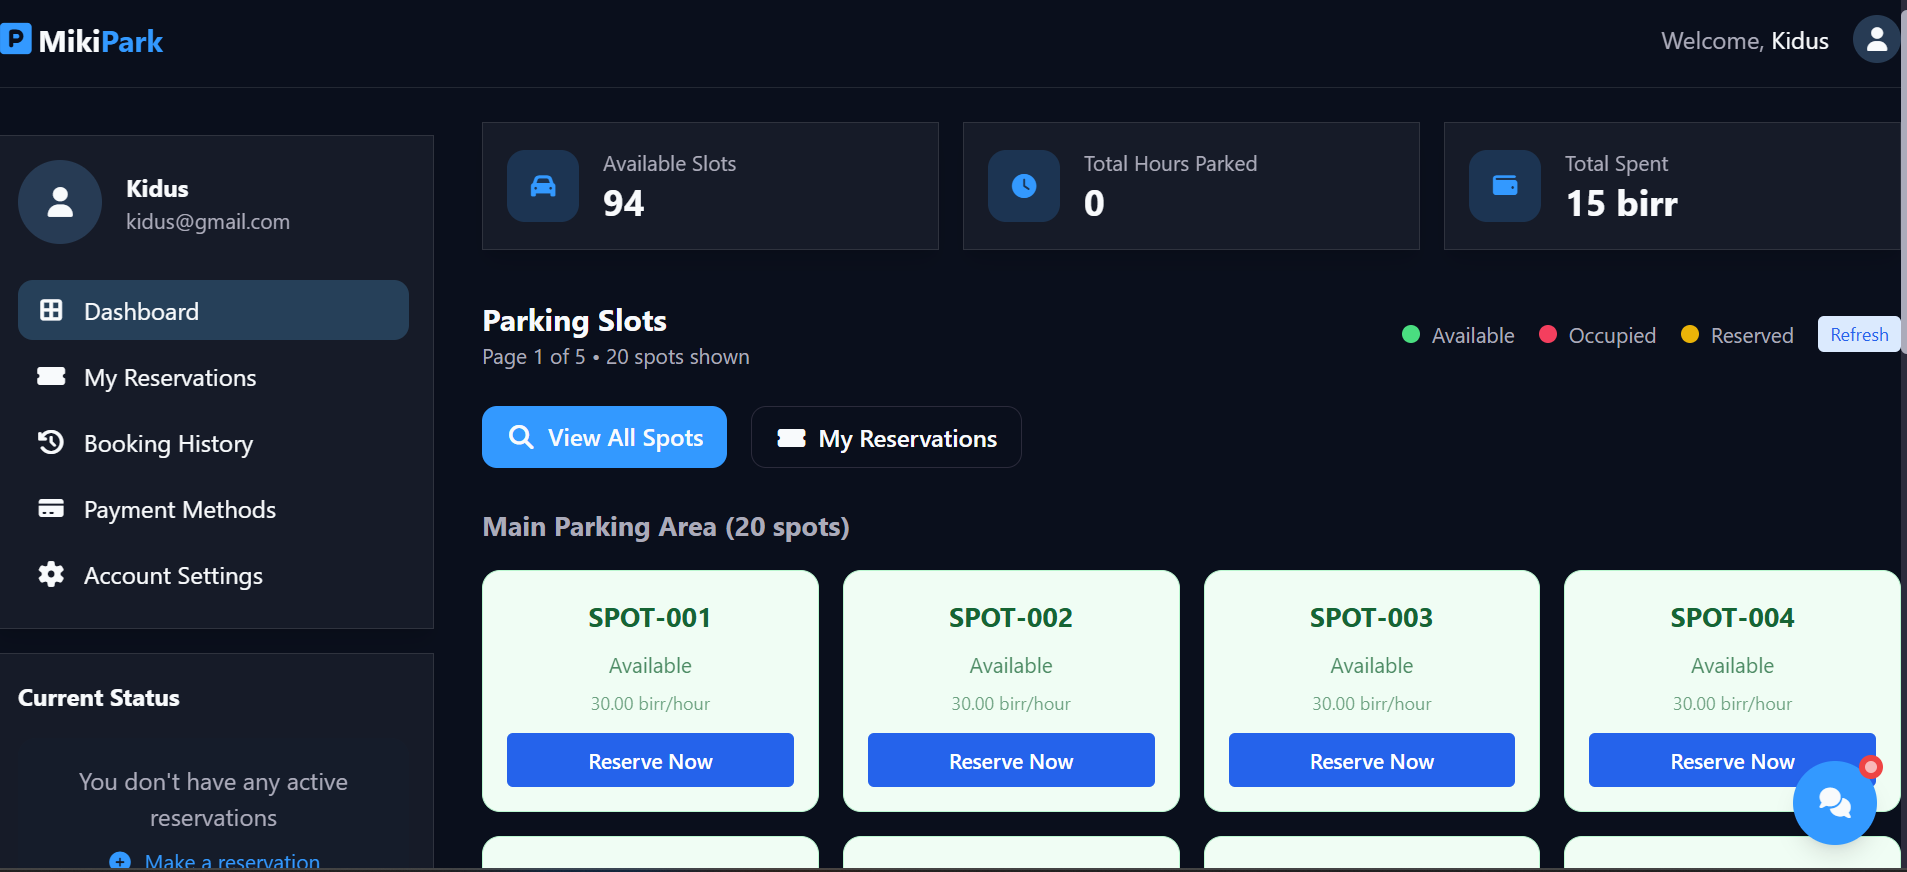 P MikiPark
Welcome, Kidus
Kidus
kidus@gmail.com
Dashboard
My Reservations
Booking History
Payment Methods
Account Settings
Current Status
You don't have any active
reservations
Make a reservation
Available Slots
94
Total Hours Parked
0
Total Spent
15 birr
Parking Slots
Page 1 of 5 • 20 spots shown
Available
Occupied
Reserved
Refresh
View All Spots
My Reservations
Main Parking Area (20 spots)
SPOT-001
Available
30.00 birr/hour
Reserve Now
SPOT-002
Available
30.00 birr/hour
Reserve Now
SPOT-003
Available
30.00 birr/hour
Reserve Now
SPOT-004
Available
30.00 birr/hour
Reserve Now